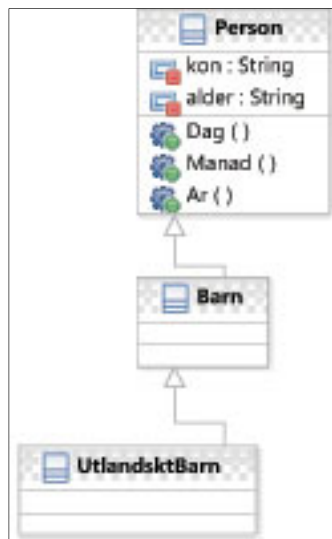 Person
kon : String
alder : String
Dag ( )
Manad ( )
Ar ( )
Barn
UtlandsktBarn